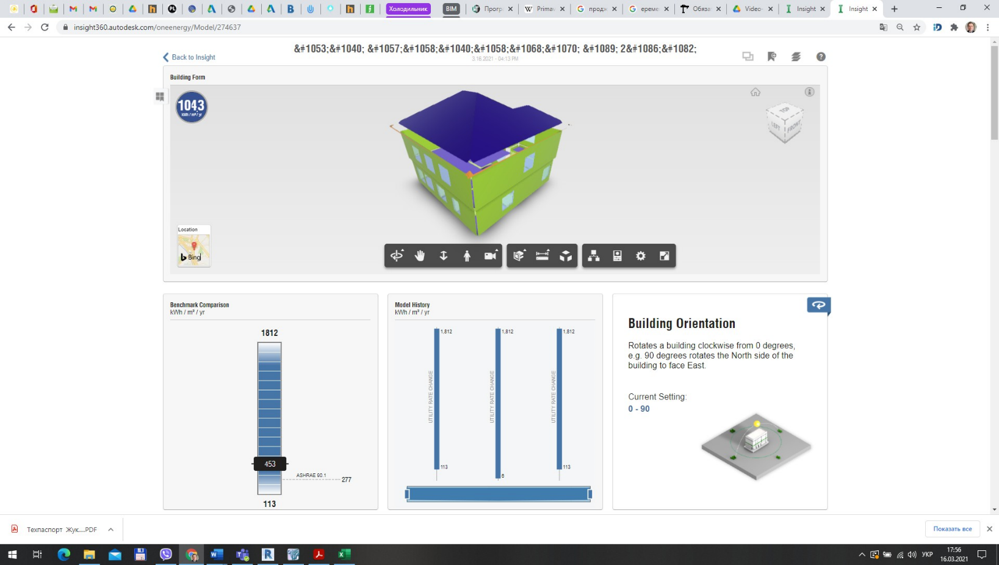 Холодильник
BIM
Прогр
Prima
продж
ереме
Обяза
Video-
Insight
Insight
insight360.autodesk.com/oneenergy/Model/274637
Back to Insight
&#1053;&#1040; &#1057;&#1058;&#1040;&#1058;&#1068;&#1070; &#1089; 2&#1086;&#1082;
3.16.2021 - 04:13 PM
Building Form
1043
kWh / m² / yr
TOP
LEFT
FRONT
Location
Bing
Benchmark Comparison
kWh / m² / yr
1812
453
ASHRAE 90.1
277
113
Model History
kWh / m² / yr
1,812
1,812
1,812
UTILITY RATE CHANGE
UTILITY RATE CHANGE
UTILITY RATE CHANGE
113
6
113
Building Orientation
Rotates a building clockwise from 0 degrees,
e.g. 90 degrees rotates the North side of the
building to face East.
Current Setting:
0 - 90
Техпаспорт Жук....PDF
Показать все
УКР
17:56
16.03.2021